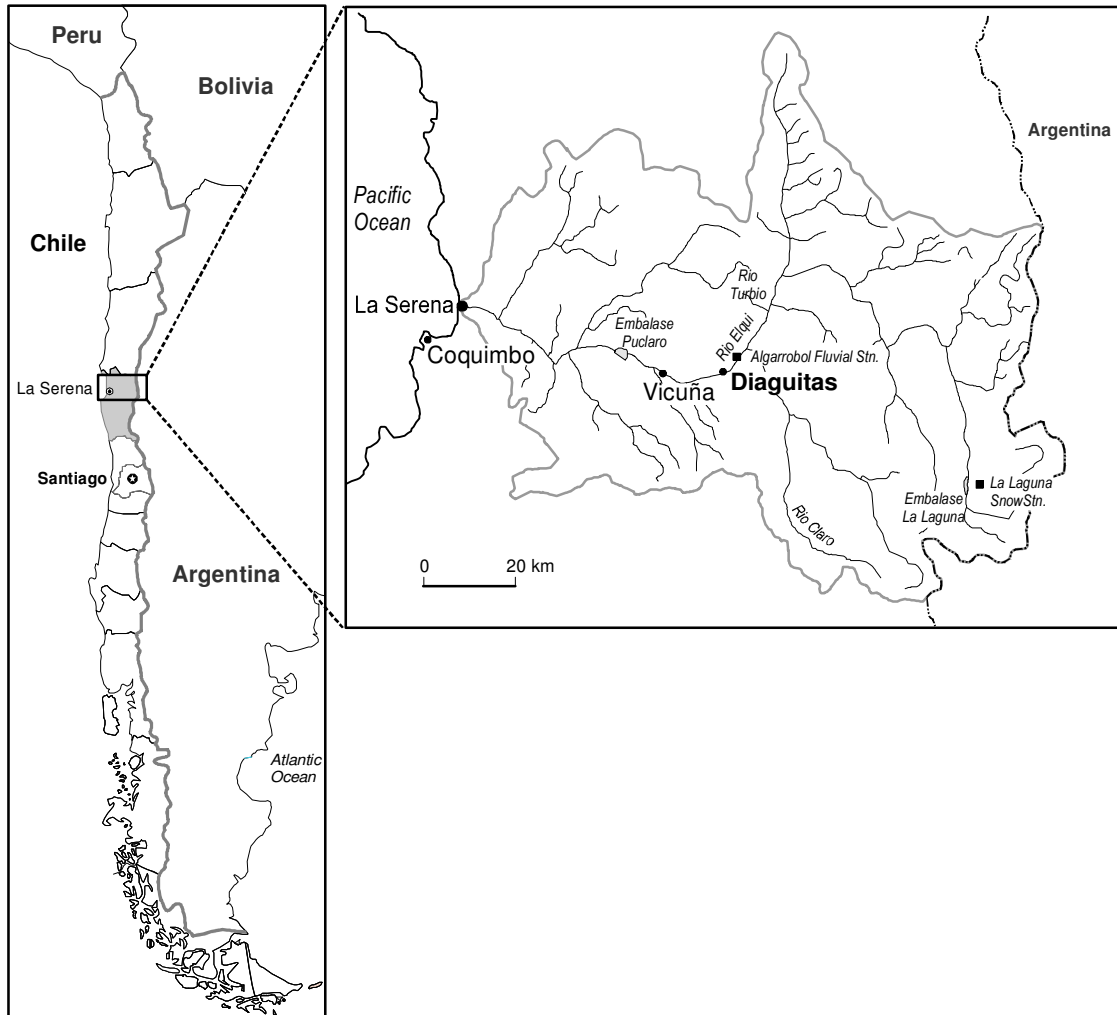 Peru
Bolivia
Chile
La Serena
Santiago
Argentina
Atlantic
Ocean
Argentina
Pacific
Ocean
La Serena
Coquimbo
Embalase
Puclaro
Vicuña
Rio
Turbio
Rio Elqui
Algarrobol Fluvial Stn.
Diaguitas
Rio Claro
Embalase
La Laguna
La Laguna
SnowStn.
0 20 km